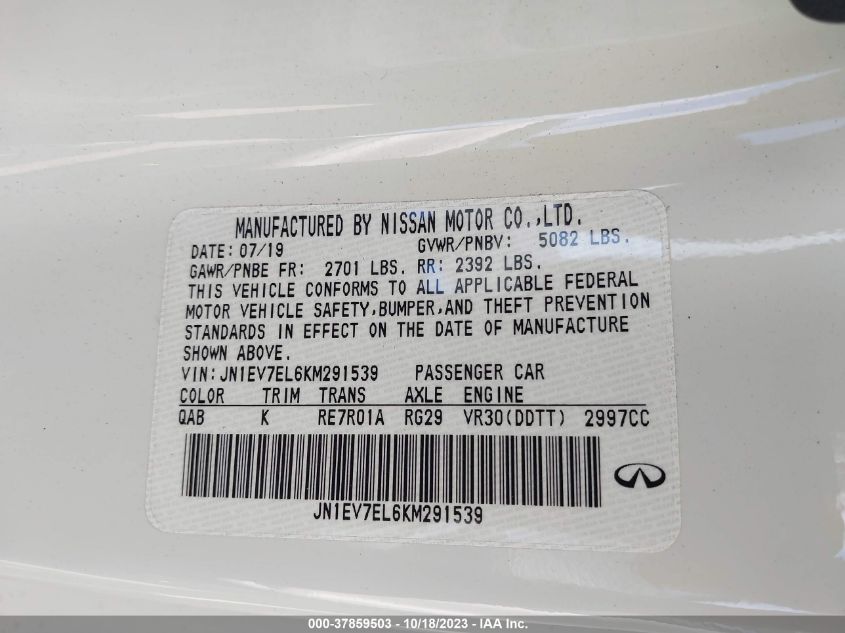 MANUFACTURED BY NISSAN MOTOR CO.,LTD.
DATE: 07/19 GVWR/PNBV: 5082 LBS.
GAWR/PNBE FR: 2701 LBS. RR: 2392 LBS.
THIS VEHICLE CONFORMS TO ALL APPLICABLE FEDERAL
MOTOR VEHICLE SAFETY,BUMPER,AND THEFT PREVENTION
STANDARDS IN EFFECT ON THE DATE OF MANUFACTURE
SHOWN ABOVE.
VIN:JN1EV7EL6KM291539 PASSENGER CAR
COLOR TRIM TRANS AXLE ENGINE
QAB K RE7R01A RG29 VR30(DDTT) 2997CC
JN1EV7EL6KM291539
000-37859503 - 10/18/2023 - IAA Inc.